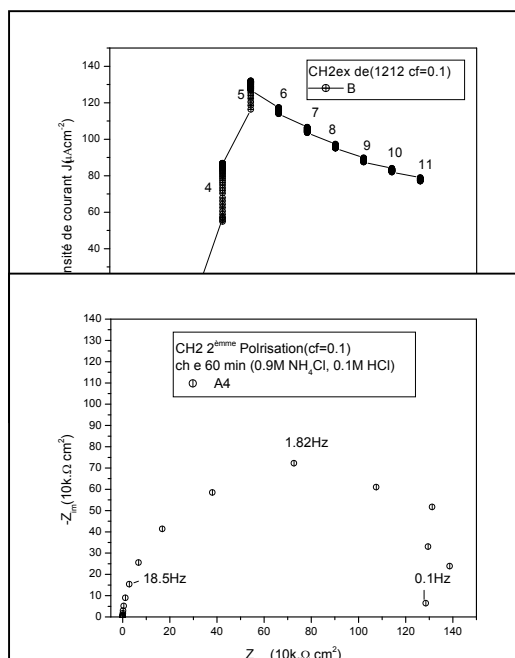 CH2ex de(1212 cf=0.1)
B
nsité de courant J(µAcm-2
140
120
100
80
60
40
4
5
6
7
8
9
10
11
CH2 2èmme Polrisation(cf=0.1)
ch e 60 min (0.9M NH4Cl, 0.1M HCl)
A4
-Zim(10k.Ω cm2)
140
130
120
110
100
90
80
70
60
50
40
30
20
10
0
1.82Hz
18.5Hz
0.1Hz
0 20 40 60 80 100 120 140
Z (10k.Ω cm2)